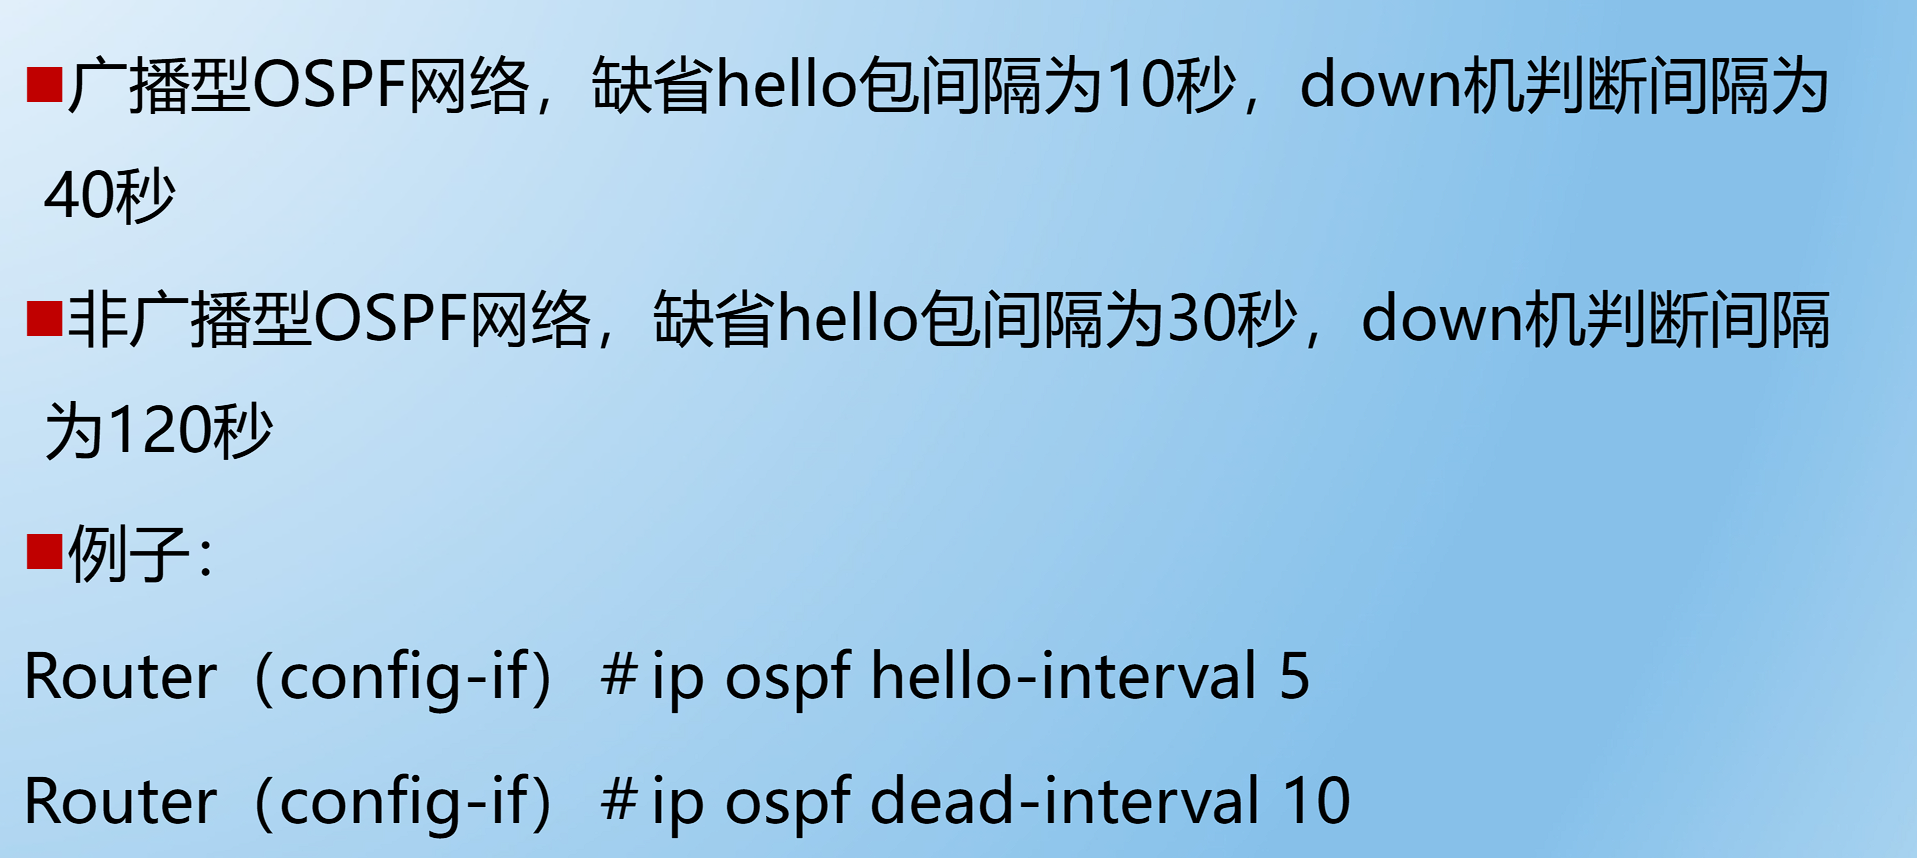 ■广播型OSPF网络，缺省hello包间隔为10秒，down机判断间隔为
40秒
■非广播型OSPF网络，缺省hello包间隔为30秒，down机判断间隔
为120秒
■例子：
Router（config-if）＃ip ospf hello-interval 5
Router（config-if）＃ip ospf dead-interval 10